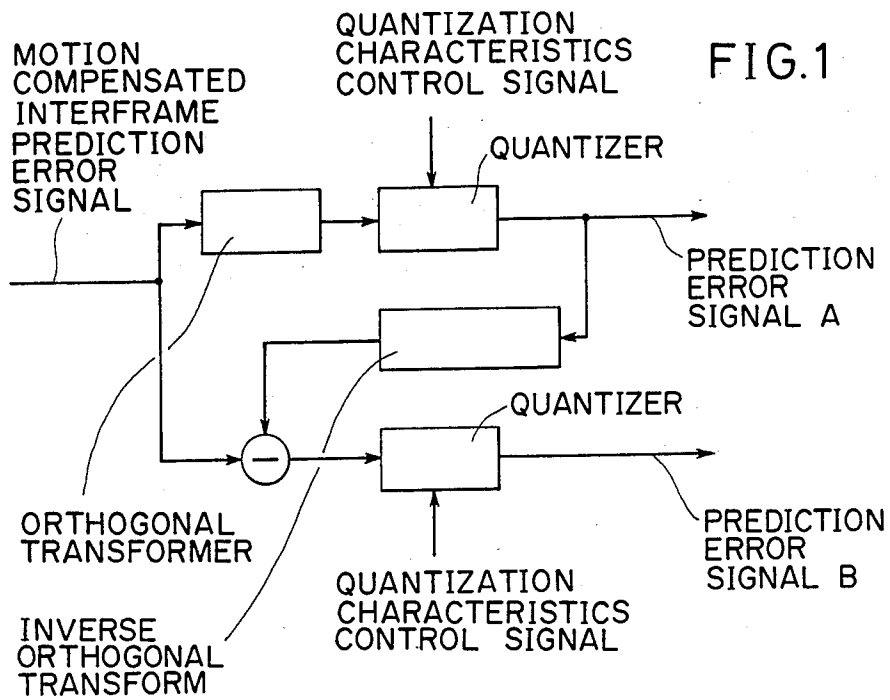 MOTION
COMPENSATED
INTERFRAME
PREDICTION
ERROR
SIGNAL
QUANTIZATION
CHARACTERISTICS
CONTROL SIGNAL
FIG.1
QUANTIZER
PREDICTION
ERROR
SIGNAL A
QUANTIZER
ORTHOGONAL
TRANSFORMER
PREDICTION
ERROR
SIGNAL B
QUANTIZATION
CHARACTERISTICS
CONTROL SIGNAL
INVERSE
ORTHOGONAL
TRANSFORM